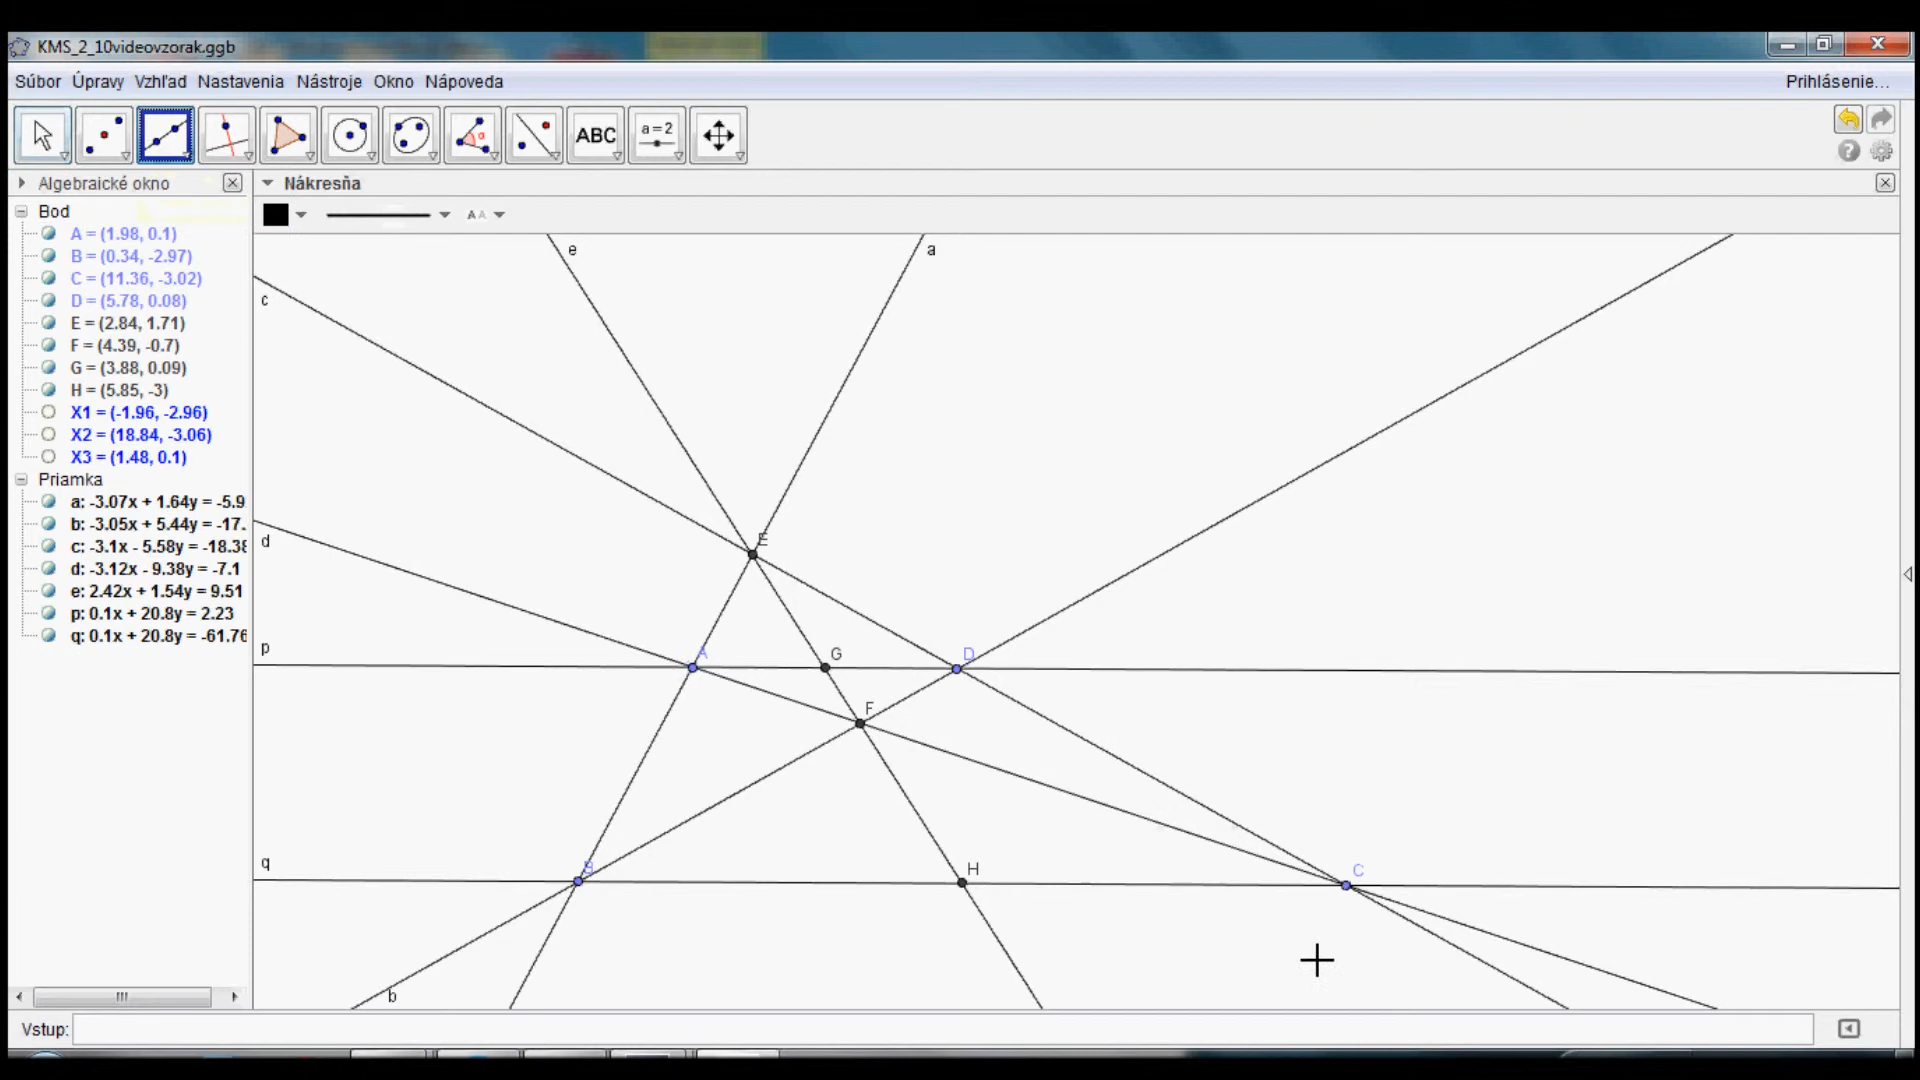 KMS_2_10videovzorak.ggb
Súbor Úpravy Vzhľad Nastavenia Nástroje Okno Nápoveda Prihlásenie...
ABC a=2
Algebraické okno Nákresňa
Bod
A = (1.98, 0.1)
B = (0.34, -2.97)
C = (11.36, -3.02)
D = (5.78, 0.08)
E = (2.84, 1.71)
F = (4.39, -0.7)
G = (3.88, 0.09)
H = (5.85, -3)
X1 = (-1.96, -2.96)
X2 = (18.84, -3.06)
X3 = (1.48, 0.1)
Priamka
a: -3.07x + 1.64y = -5.9
b: -3.05x + 5.44y = -17.
c: -3.1x - 5.58y = -18.38
d: -3.12x - 9.38y = -7.1
e: 2.42x + 1.54y = 9.51
p: 0.1x + 20.8y = 2.23
q: 0.1x + 20.8y = -61.76
AA
e a
c
E
d
p A G D
F
q B H C
b
Vstup: